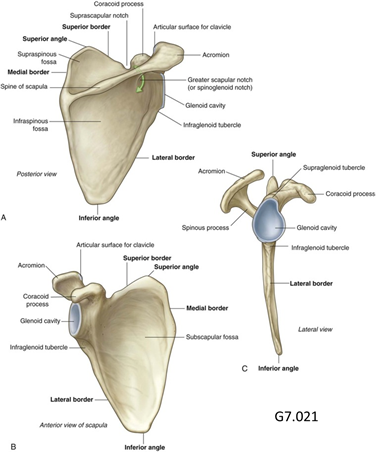 Coracoid process
Suprascapular notch
Superior border
Articular surface for clavicle
Superior angle
Supraspinous
fossa
Acromion
Medial border
Spine of scapula
Greater scapular notch
(or spinoglenoid notch)
Glenoid cavity
Infraspinous
fossa
Infraglenoid tubercle
Posterior view
Lateral border
A
Inferior angle
Superior angle
Supraglenoid tubercle
Acromion
Coracoid process
Spinous process
Glenoid cavity
Infraglenoid tubercle
Lateral border
Lateral view
C
Inferior angle
Articular surface for clavicle
Superior border
Superior angle
Acromion
Coracoid
process
Medial border
Glenoid cavity
Subscapular fossa
Infraglenoid tubercle
Lateral border
Anterior view of scapula
B
Inferior angle
G7.021